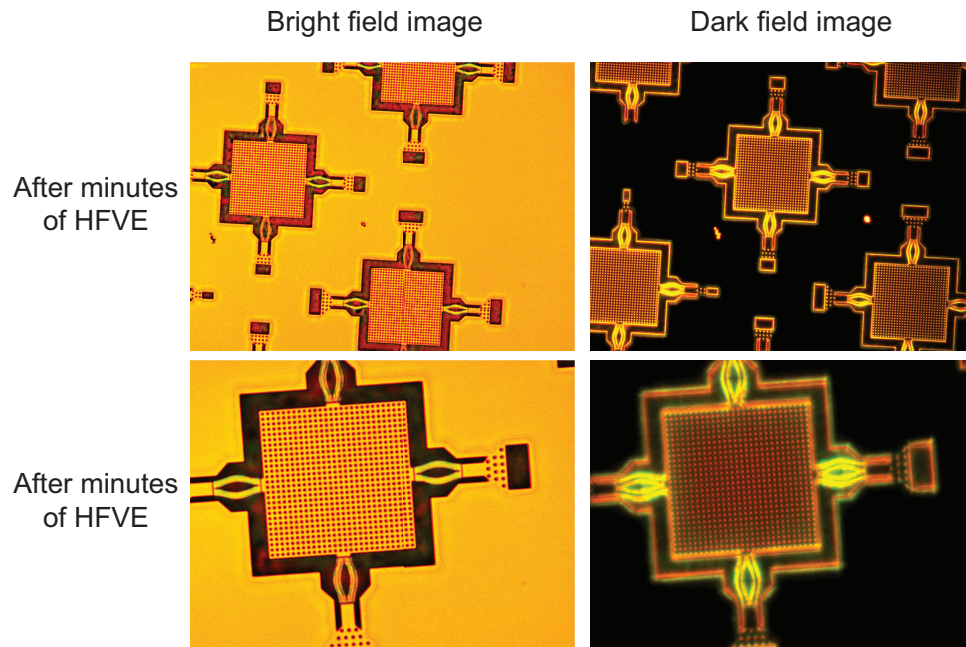 Bright field image
Dark field image
After minutes
of HFVE
After minutes
of HFVE